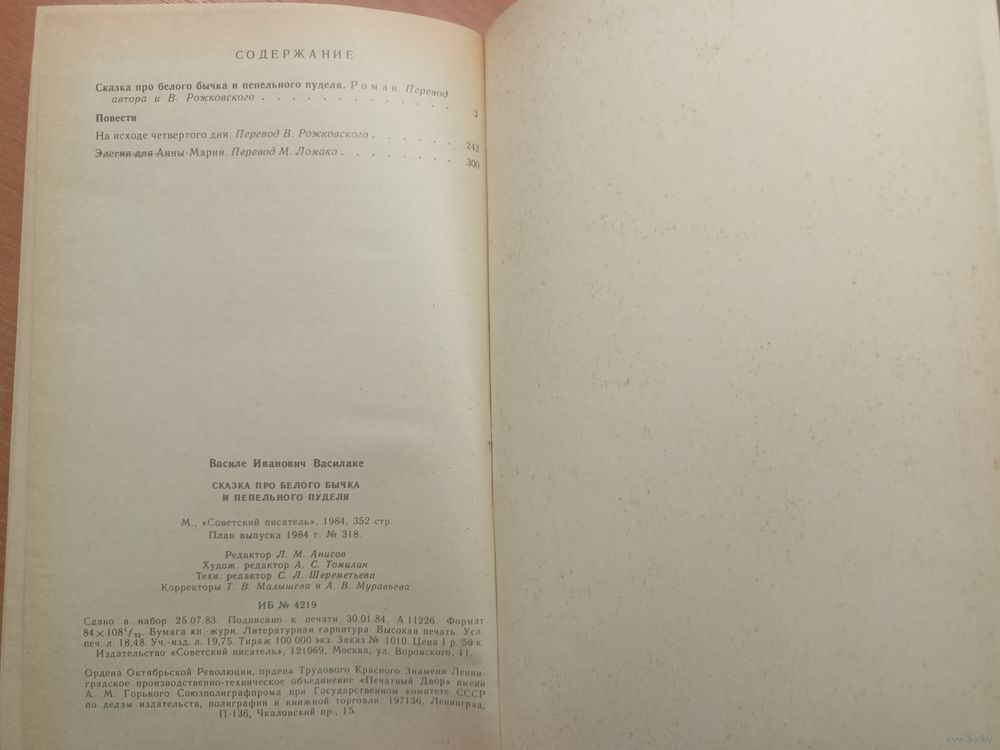 СОДЕРЖАНИЕ
Сказка про белого бычка и пепельного пуделя. Роман. Перевод
автора и В. Рожковского . . . . . . . . . . . . . 3
Повести
На исходе четвертого дня. Перевод В. Рожковского . . . . . . 242
Элегия для Анны-Марии. Перевод М. Ломако . . . . . . . . 300
Василе Иванович Василаке
СКАЗКА ПРО БЕЛОГО БЫЧКА
И ПЕПЕЛЬНОГО ПУДЕЛЯ
М., «Советский писатель», 1984, 352 стр.
План выпуска 1984 г. № 318.
Редактор Л. М. Анисов
Худож. редактор А. С. Томилин
Техн. редактор С. Л. Шереметьева
Корректоры Т. В. Малышева и А. В. Муравьева
ИБ № 4219
Сдано в набор 25.07.83. Подписано к печати 30.01.84. А 11226. Формат
84×108¹/₃₂. Бумага кн.-журн. Литературная гарнитура. Высокая печать. Усл.
печ. л. 18,48. Уч.-изд. л. 19,75. Тираж 100 000 экз. Заказ № 1010. Цена 1 р. 50 к.
Издательство «Советский писатель», 121069, Москва, ул. Воровского, 11.
Ордена Октябрьской Революции, ордена Трудового Красного Знамени Ленин-
градское производственно-техническое объединение «Печатный Двор» имени
А. М. Горького Союзполиграфпрома при Государственном комитете СССР
по делам издательств, полиграфии и книжной торговли. 197136, Ленинград,
П-136, Чкаловский пр., 15.
www.ay.by